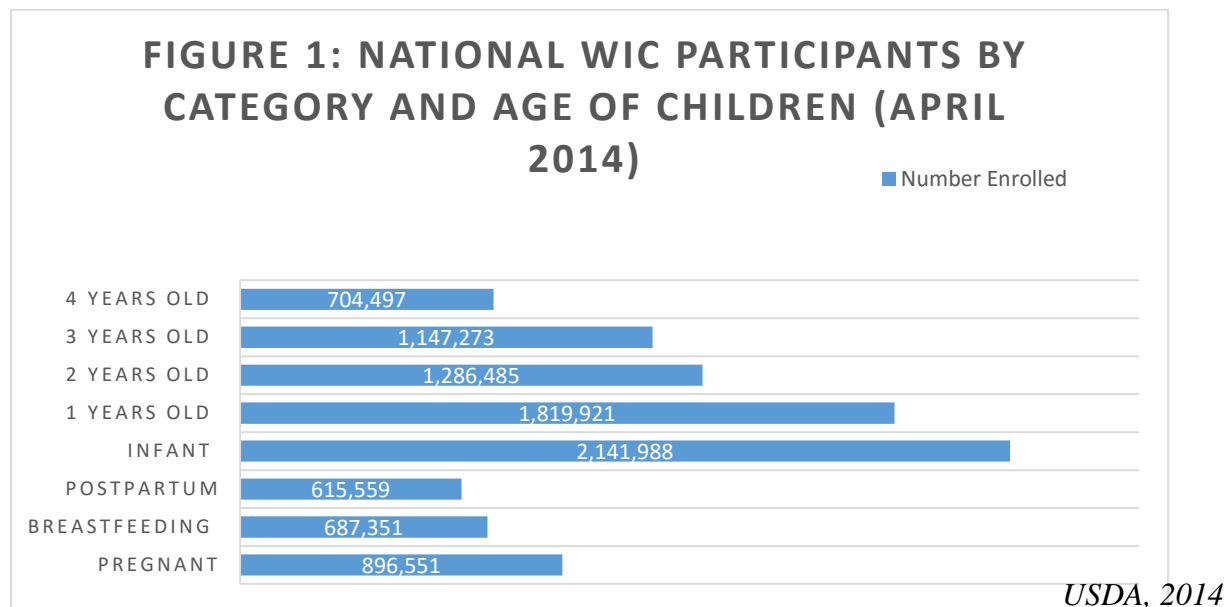 FIGURE 1: NATIONAL WIC PARTICIPANTS BY
CATEGORY AND AGE OF CHILDREN (APRIL
2014)
Number Enrolled
4 YEARS OLD 704,497
3 YEARS OLD 1,147,273
2 YEARS OLD 1,286,485
1 YEARS OLD 1,819,921
INFANT 2,141,988
POSTPARTUM 615,559
BREASTFEEDING 687,351
PREGNANT 896,551
USDA, 2014